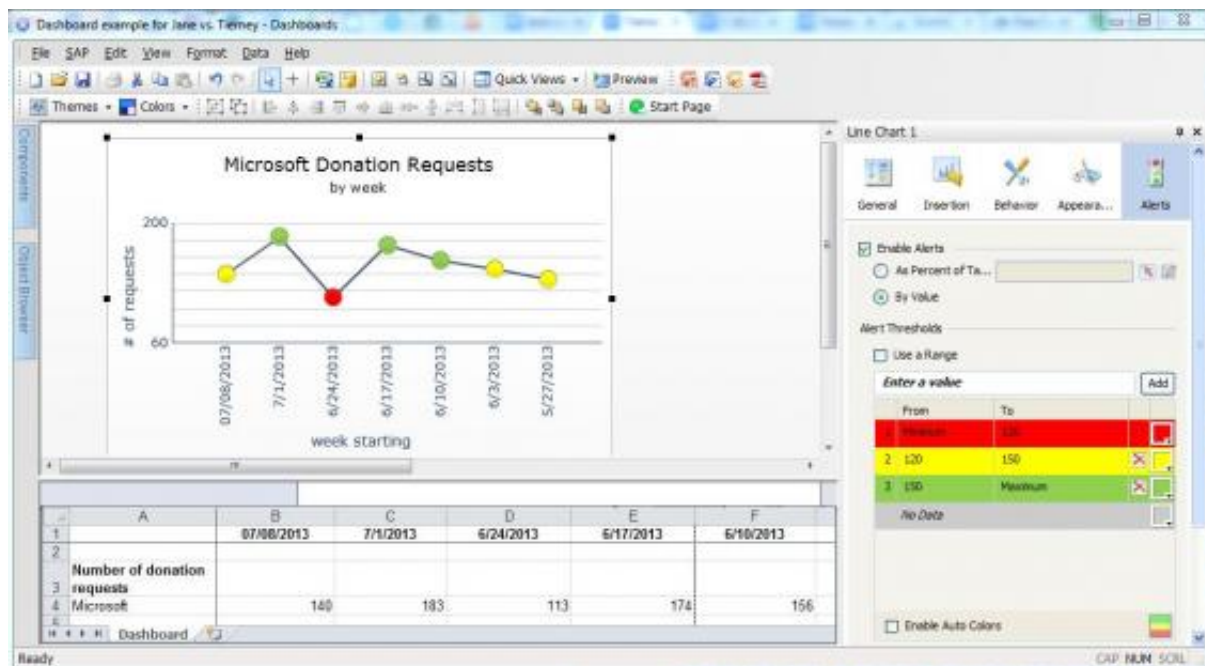 Dashboard example for Jane vs. Tierney - Dashboards
File SAP Edit View Format Data Help
Quick Views Preview
Themes Colors Start Page
Components
Object Browser
Microsoft Donation Requests
by week
200
# of requests
60
07/08/2013 7/1/2013 6/24/2013 6/17/2013 6/10/2013 6/3/2013 5/27/2013
week starting
Line Chart 1
General Insertion Behavior Appeara... Alerts
Enable Alerts
As Percent of Ta...
By Value
Alert Thresholds
Use a Range
Enter a value Add
From To
1 Minimum 120
2 120 150
3 150 Maximum
No Data
Enable Auto Colors
A B C D E F
1 07/08/2013 7/1/2013 6/24/2013 6/17/2013 6/10/2013
2
Number of donation
3 requests
4 Microsoft 140 183 113 174 156
Dashboard
Ready CAP NUM SCRL